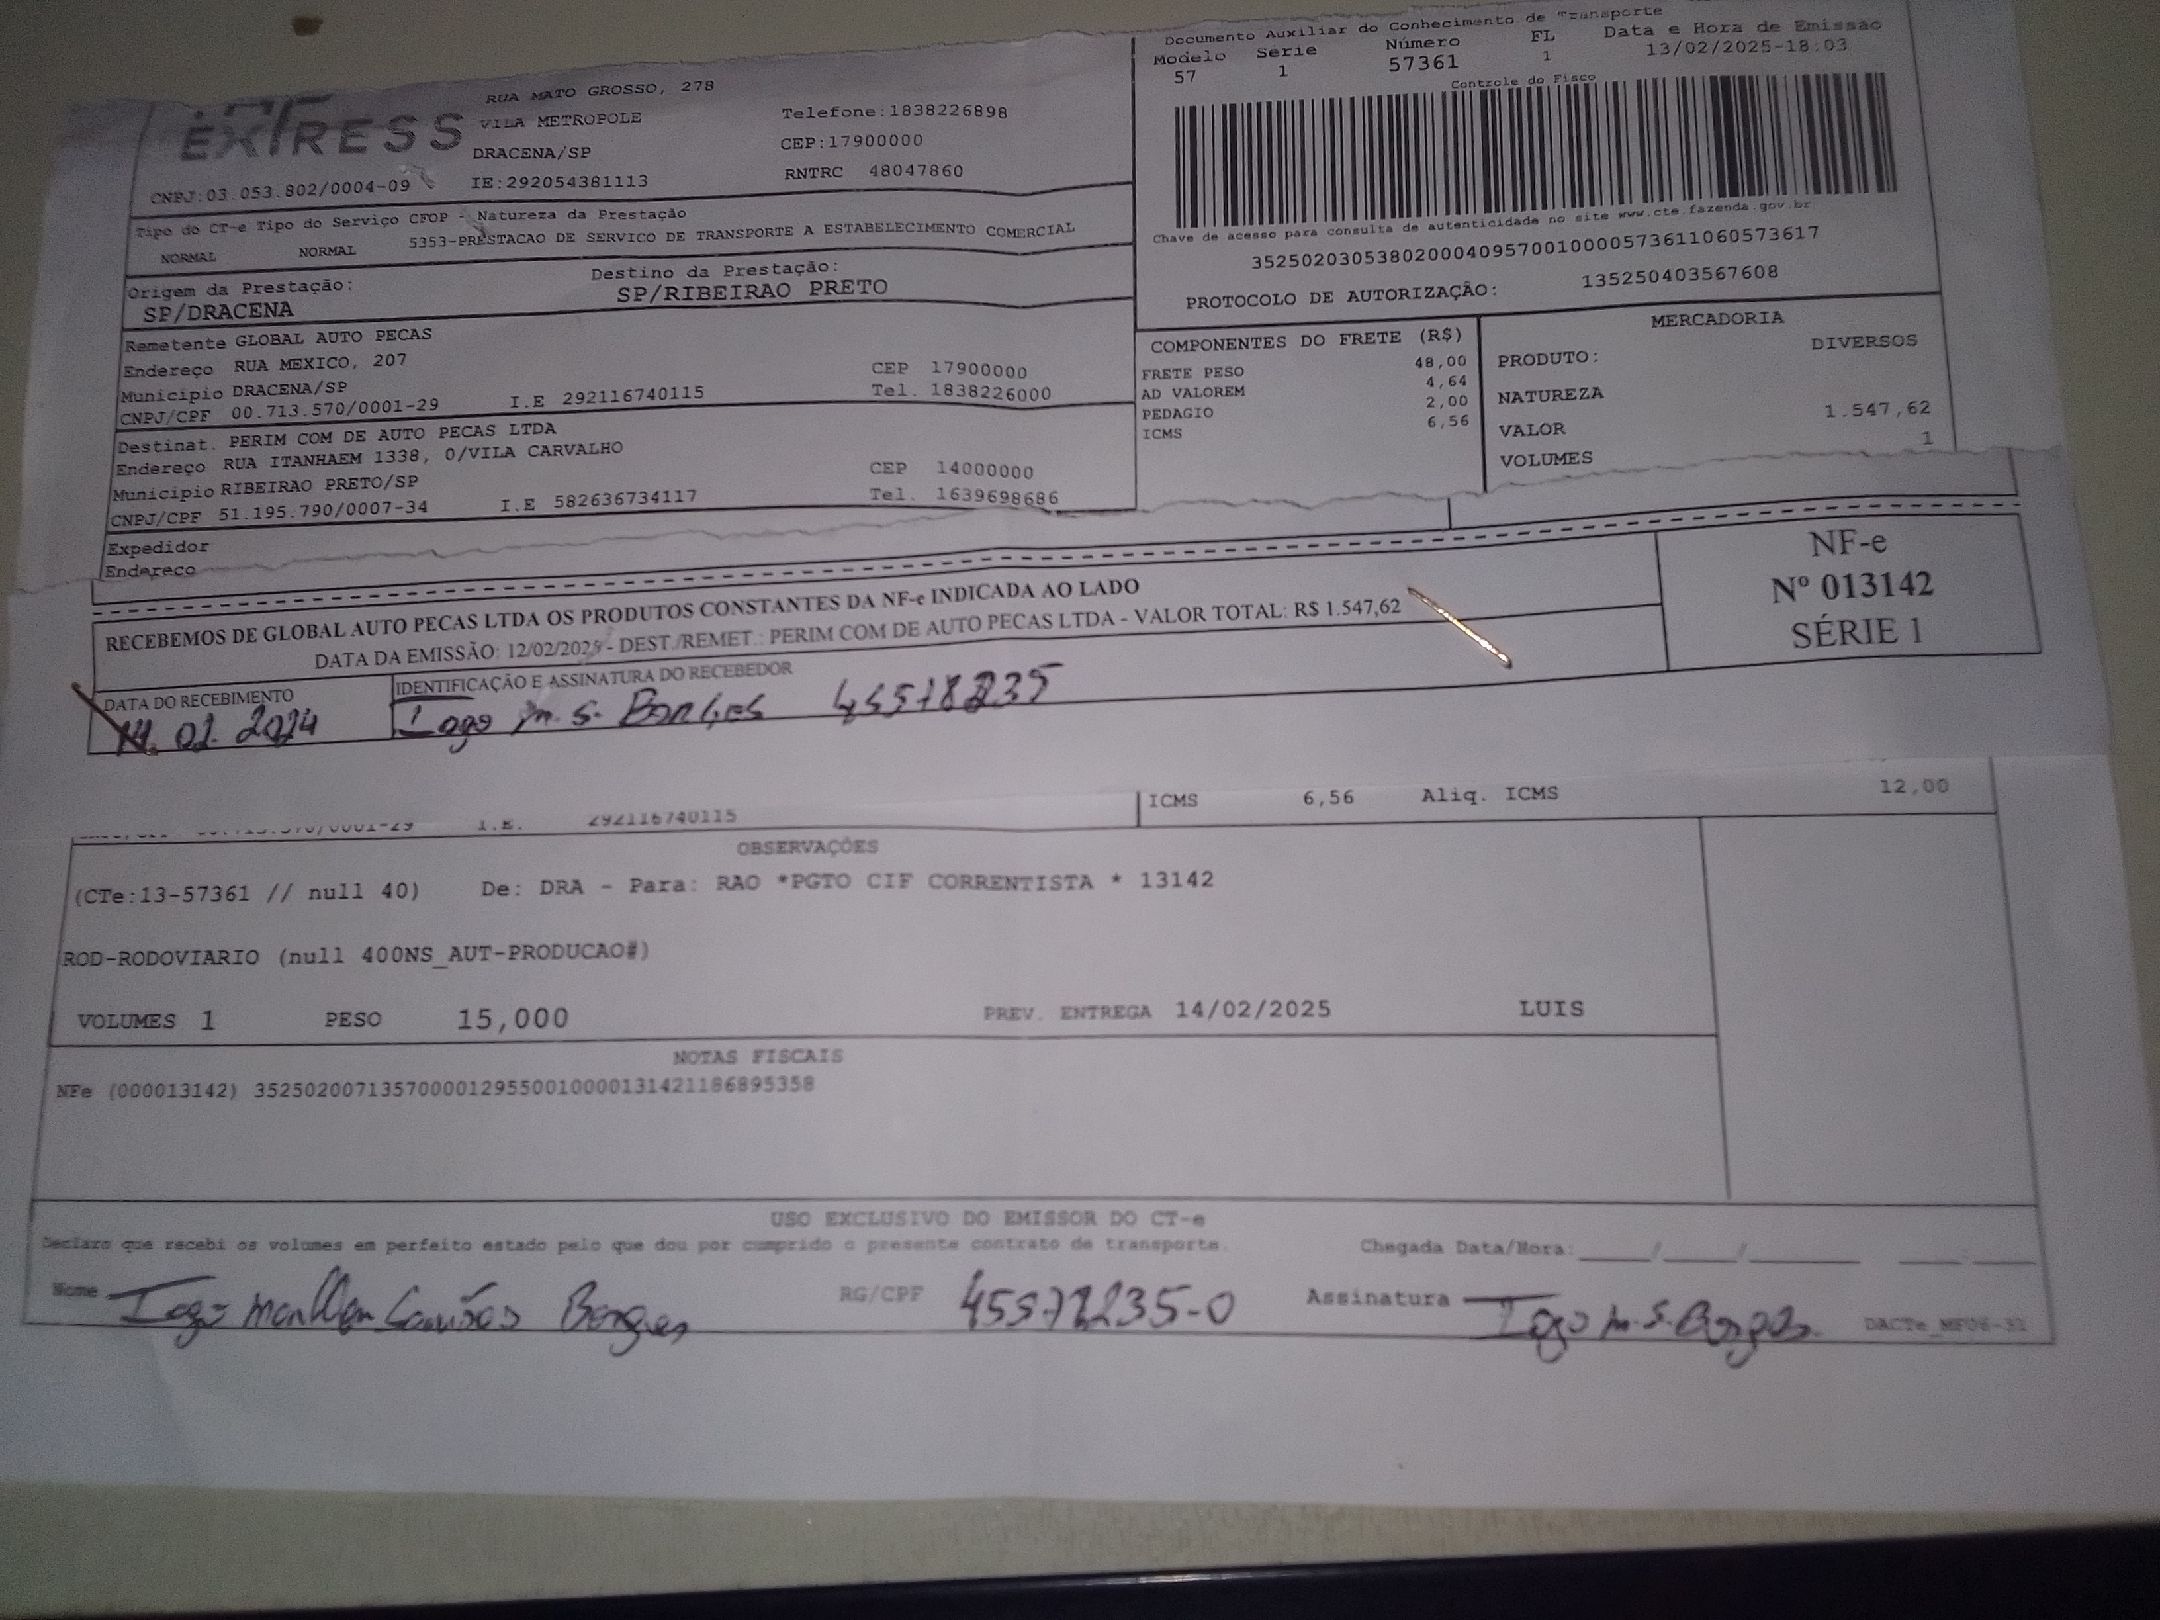 EXPRESS
RUA MATO GROSSO, 278
VILA METROPOLE
DRACENA/SP
Telefone:1838226898
CEP:17900000
CNPJ:03.053.802/0004-09 IE:292054381113 RNTRC 48047860
Documento Auxiliar do Conhecimento de Transporte
Modelo Serie Número FL Data e Hora de Emissão
57 1 57361 1 13/02/2025-18:03
Controle do Fisco
Chave de acesso para consulta de autenticidade no site www.cte.fazenda.gov.br
35250203053802000409570010000573611060573617
PROTOCOLO DE AUTORIZAÇÃO: 135250403567608
Tipo do CT-e Tipo do Serviço CFOP - Natureza da Prestação
NORMAL NORMAL 5353-PRESTACAO DE SERVICO DE TRANSPORTE A ESTABELECIMENTO COMERCIAL
Origem da Prestação: Destino da Prestação:
SP/DRACENA SP/RIBEIRAO PRETO
Remetente GLOBAL AUTO PECAS
Endereço RUA MEXICO, 207 CEP 17900000
Municipio DRACENA/SP Tel. 1838226000
CNPJ/CPF 00.713.570/0001-29 I.E 292116740115
Destinat. PERIM COM DE AUTO PECAS LTDA
Endereço RUA ITANHAEM 1338, 0/VILA CARVALHO CEP 14000000
Municipio RIBEIRAO PRETO/SP Tel. 1639698686
CNPJ/CPF 51.195.790/0007-34 I.E 582636734117
Expedidor
Endereco
COMPONENTES DO FRETE (R$)
FRETE PESO 48,00
AD VALOREM 4,64
PEDAGIO 2,00
ICMS 6,56
MERCADORIA
PRODUTO: DIVERSOS
NATUREZA
VALOR 1.547,62
VOLUMES 1
RECEBEMOS DE GLOBAL AUTO PECAS LTDA OS PRODUTOS CONSTANTES DA NF-e INDICADA AO LADO
DATA DA EMISSÃO: 12/02/2025 - DEST./REMET.: PERIM COM DE AUTO PECAS LTDA - VALOR TOTAL: R$ 1.547,62
NF-e
Nº 013142
SÉRIE 1
DATA DO RECEBIMENTO IDENTIFICAÇÃO E ASSINATURA DO RECEBEDOR
Iago m. S. Borges
ICMS 6,56 Aliq. ICMS 12,00
I.E. 292116740115
OBSERVAÇÕES
(CTe:13-57361 // null 40) De: DRA - Para: RAO *PGTO CIF CORRENTISTA * 13142
ROD-RODOVIARIO (null 400NS_AUT-PRODUCAO#)
VOLUMES 1 PESO 15,000 PREV. ENTREGA 14/02/2025 LUIS
NOTAS FISCAIS
NFe (000013142) 35250200713570000129550010000131421186895358
USO EXCLUSIVO DO EMISSOR DO CT-e
Declaro que recebi os volumes em perfeito estado pelo que dou por cumprido o presente contrato de transporte. Chegada Data/Hora: ____/____/____
Nome Iago Borges RG/CPF Assinatura Iago m. S. Borges